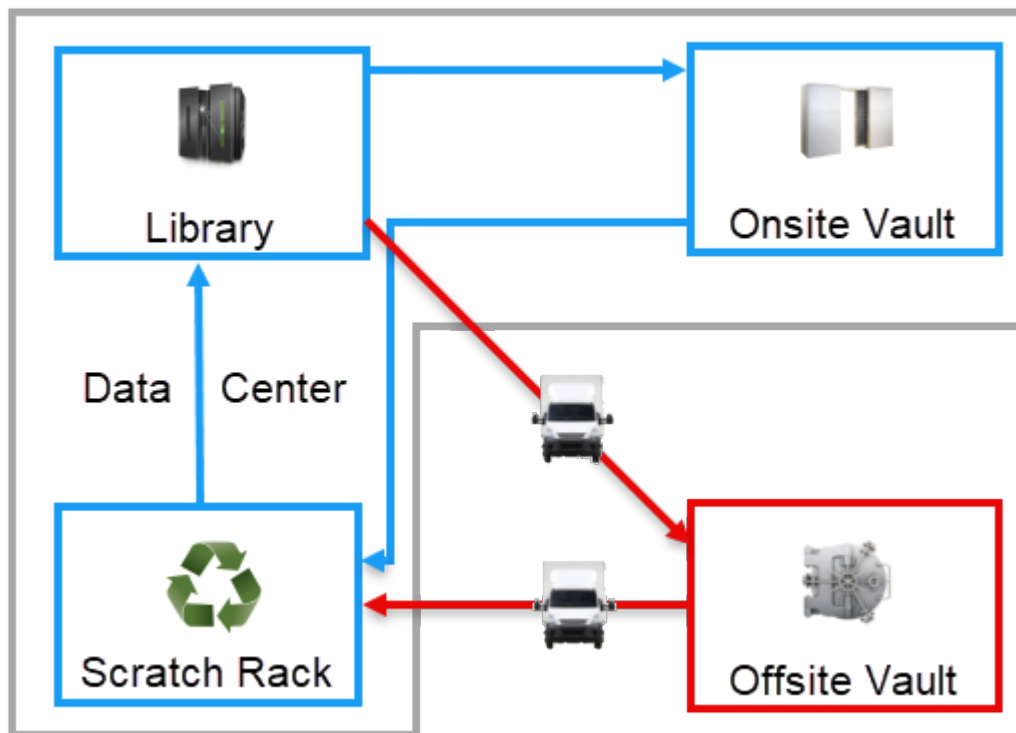 Library
Onsite Vault
Data Center
Scratch Rack
Offsite Vault